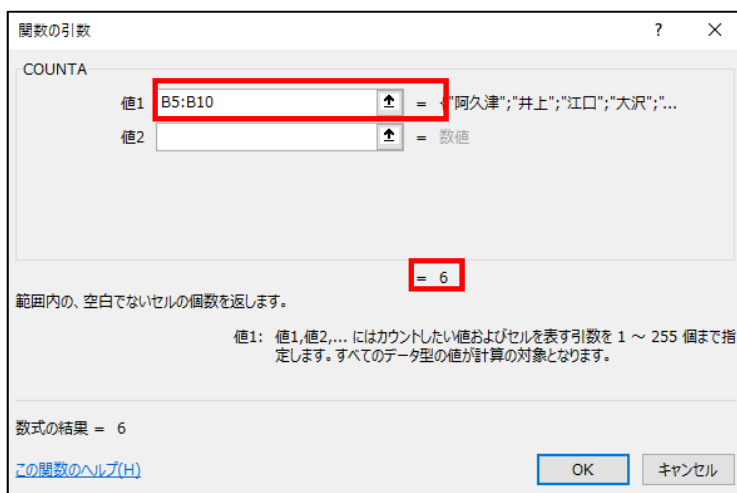 関数の引数 ? ×
COUNTA
値1 B5:B10 = {"阿久津";"井上";"江口";"大沢";"...
値2 = 数値
= 6
範囲内の、空白でないセルの個数を返します。
値1: 値1,値2,... にはカウントしたい値およびセルを表す引数を 1 ～ 255 個まで指
定します。すべてのデータ型の値が計算の対象となります。
数式の結果 = 6
この関数のヘルプ(H) OK キャンセル